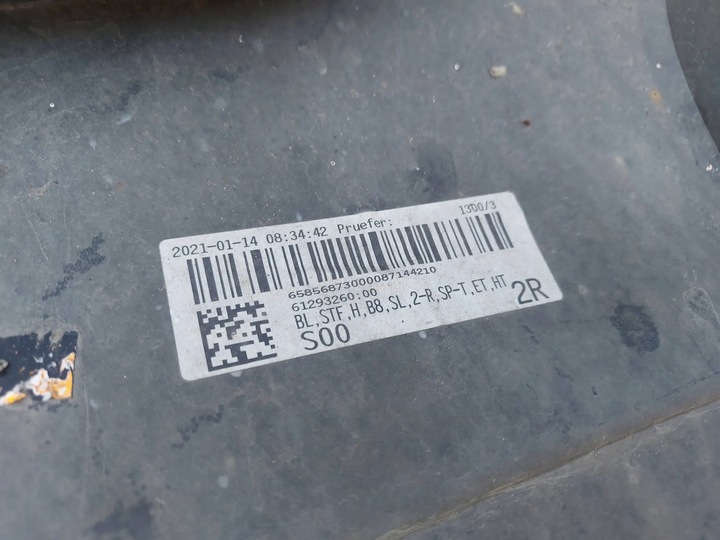 2021-01-14 08:34:42 Pruefer:
1300/3
65856873000087144210
61293260:00
BL,STF,H,B8,SL,2-R,SP-T,ET,HT
S00
2R